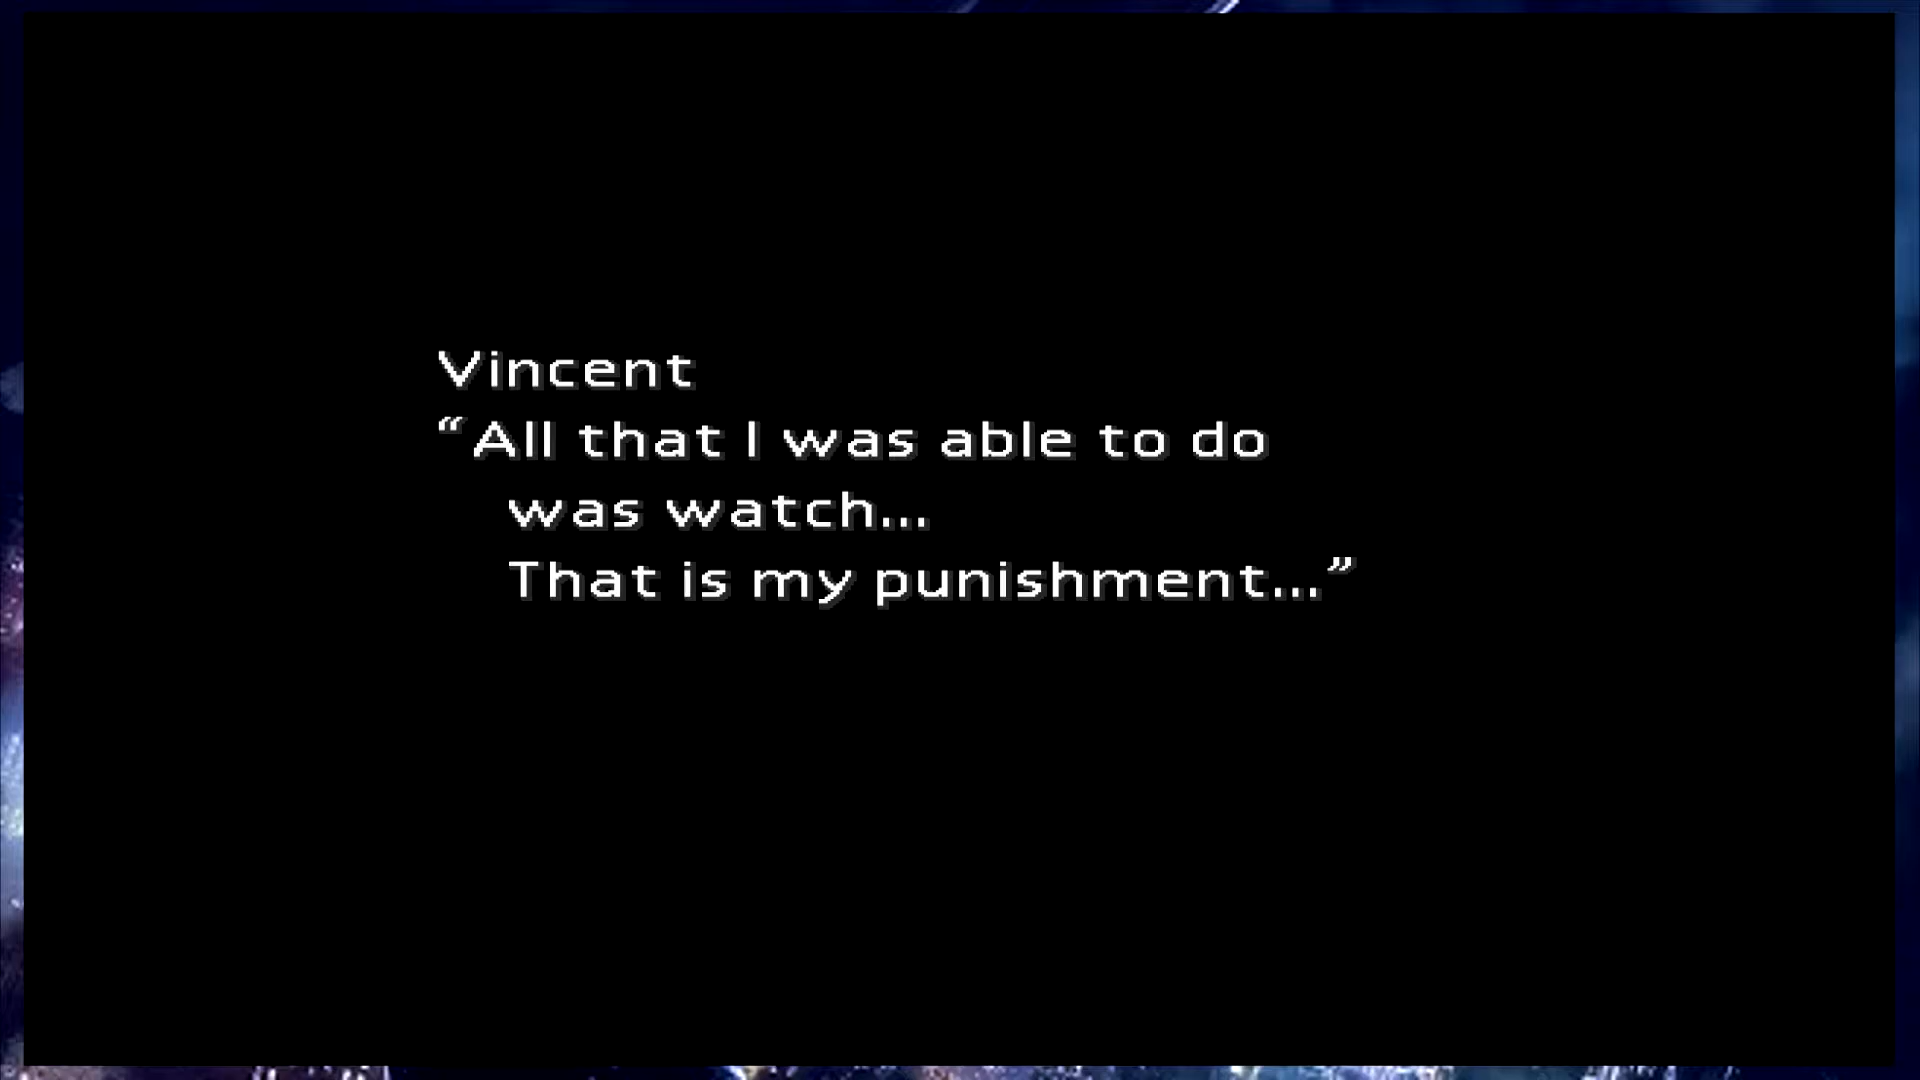 Vincent
“All that I was able to do
was watch...
That is my punishment...”